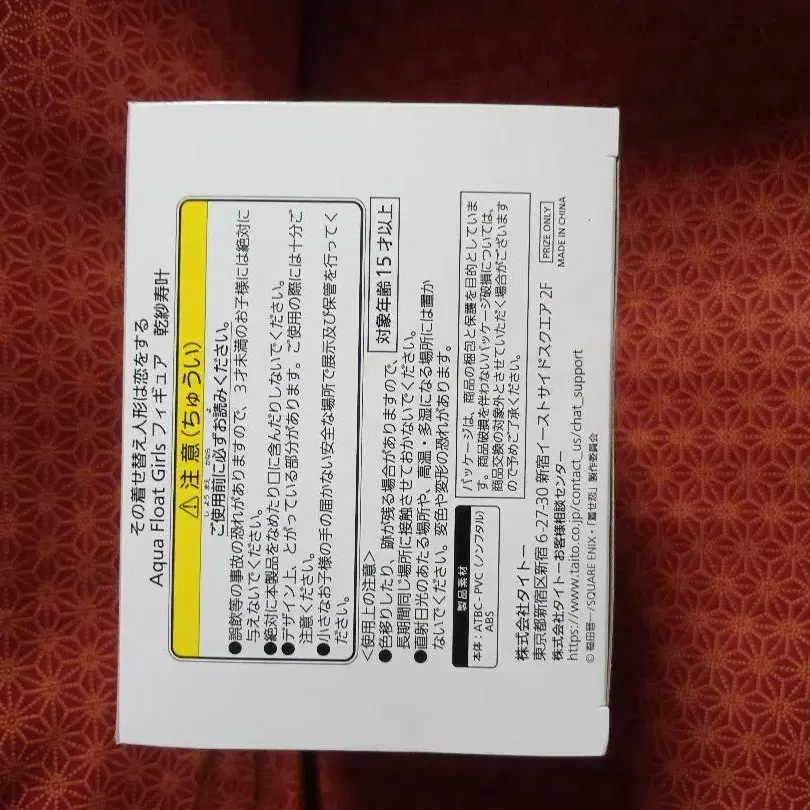 その着せ替え人形は恋をする
Aqua Float Girls フィギュア 乾紗寿叶
⚠注意(ちゅうい)
ご使用前に必ずお読みください。
●誤飲等の事故の恐れがありますので、3才未満のお子様には絶対に
与えないでください。
●絶対に本製品をなめたり口に含んだりしないでください。
●デザイン上、とがっている部分があります。ご使用の際には十分ご
注意ください。
●小さなお子様の手の届かない安全な場所で展示及び保管を行ってく
ださい。
対象年齢15才以上
<使用上の注意>
●色移りしたり、跡が残る場合がありますので、
長期間同じ場所に接触させておかないでください。
●直射日光のあたる場所や、高温・多湿になる場所には置か
ないでください。変色や変形の恐れがあります。
製品素材
本体:ATBC-PVC(ノンフタル)
ABS
パッケージは、商品の梱包と保護を目的としていま
す。商品破損を伴わないパッケージ破損については、
商品交換の対象外とさせていただく場合がございます
ので予めご了承ください。
株式会社タイトー
東京都新宿区新宿6-27-30 新宿イーストサイドスクエア 2F
株式会社タイトーお客様相談センター
https://www.taito.co.jp/contact_us/chat_support
© 福田晋一/SQUARE ENIX・「着せ恋」製作委員会
PRIZE ONLY
MADE IN CHINA